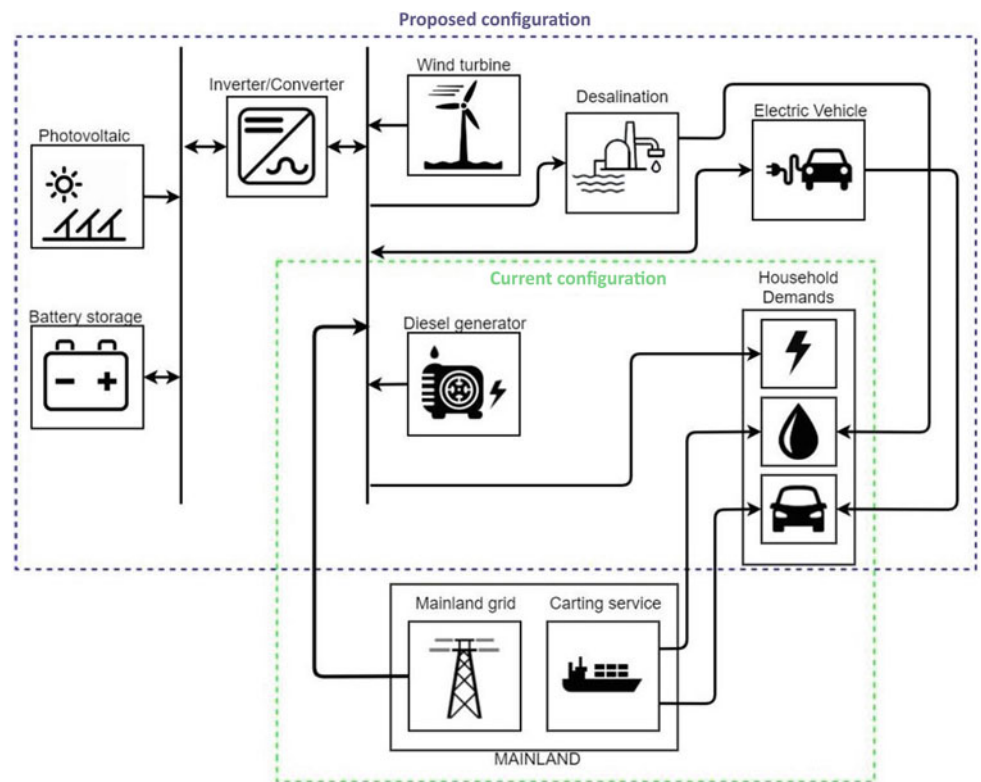 Proposed configuration
Wind turbine
Inverter/Converter
Desalination
Electric Vehicle
Photovoltaic
Current configuration
Household
Demands
Battery storage
Diesel generator
Mainland grid
Carting service
MAINLAND